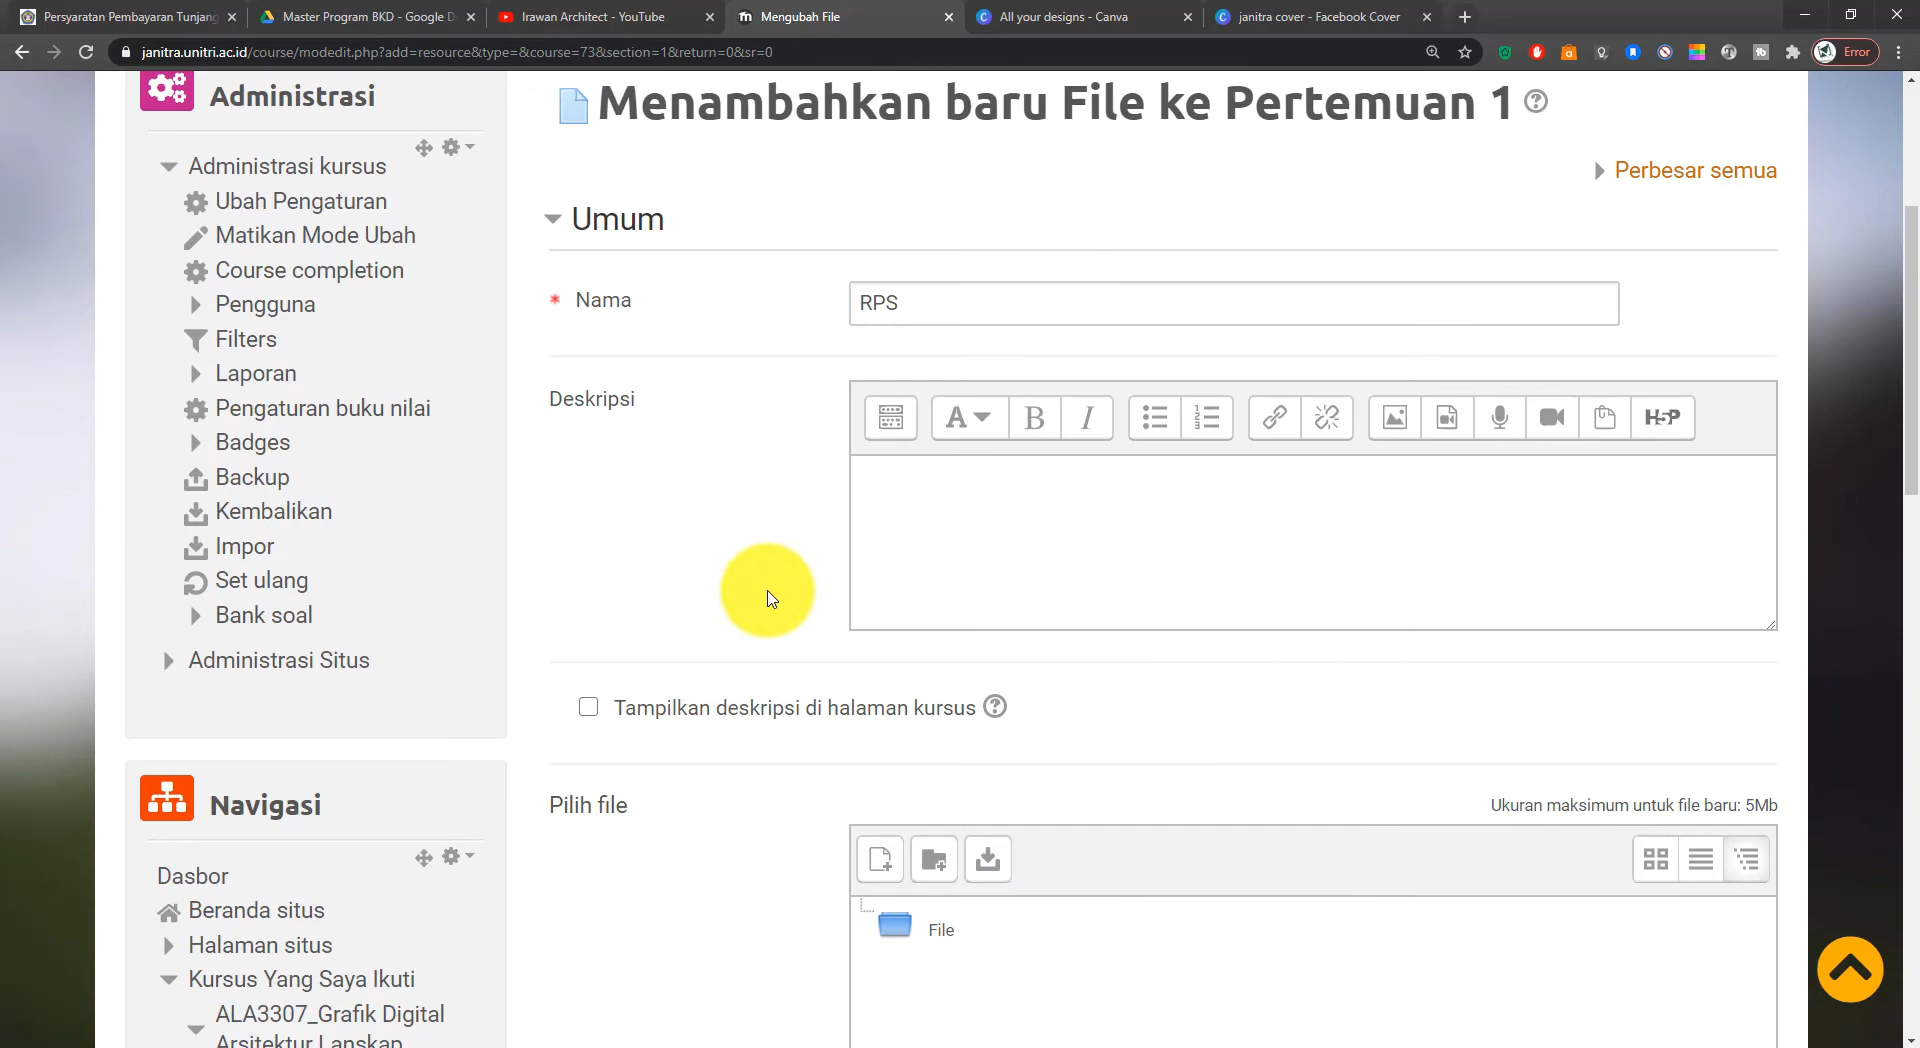 Persyaratan Pembayaran Tunjang
Master Program BKD - Google D
Irawan Architect - YouTube
Mengubah File
All your designs - Canva
janitra cover - Facebook Cover
janitra.unitri.ac.id/course/modedit.php?add=resource&type=&course=73&section=1&return=0&sr=0
Error
Administrasi
Administrasi kursus
Ubah Pengaturan
Matikan Mode Ubah
Course completion
Pengguna
Filters
Laporan
Pengaturan buku nilai
Badges
Backup
Kembalikan
Impor
Set ulang
Bank soal
Administrasi Situs
Navigasi
Dasbor
Beranda situs
Halaman situs
Kursus Yang Saya Ikuti
ALA3307_Grafik Digital
Arsitektur Lanskap
Menambahkan baru File ke Pertemuan 1
Perbesar semua
Umum
* Nama
RPS
Deskripsi
A B I H5P
Tampilkan deskripsi di halaman kursus
Pilih file
Ukuran maksimum untuk file baru: 5Mb
File